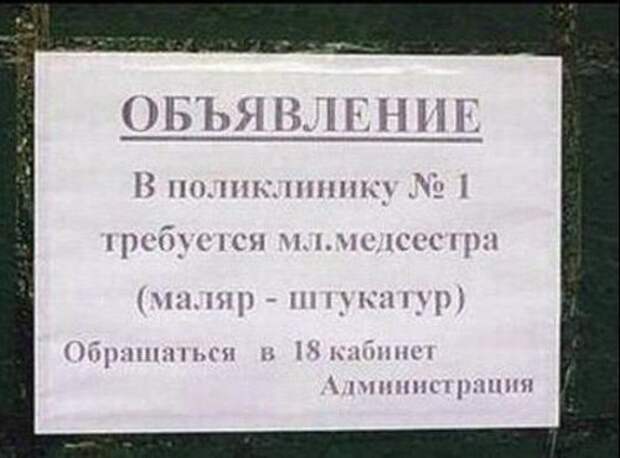 ОБЪЯВЛЕНИЕ
В поликлинику № 1
требуется мл.медсестра
(маляр - штукатур)
Обращаться в 18 кабинет
Администрация